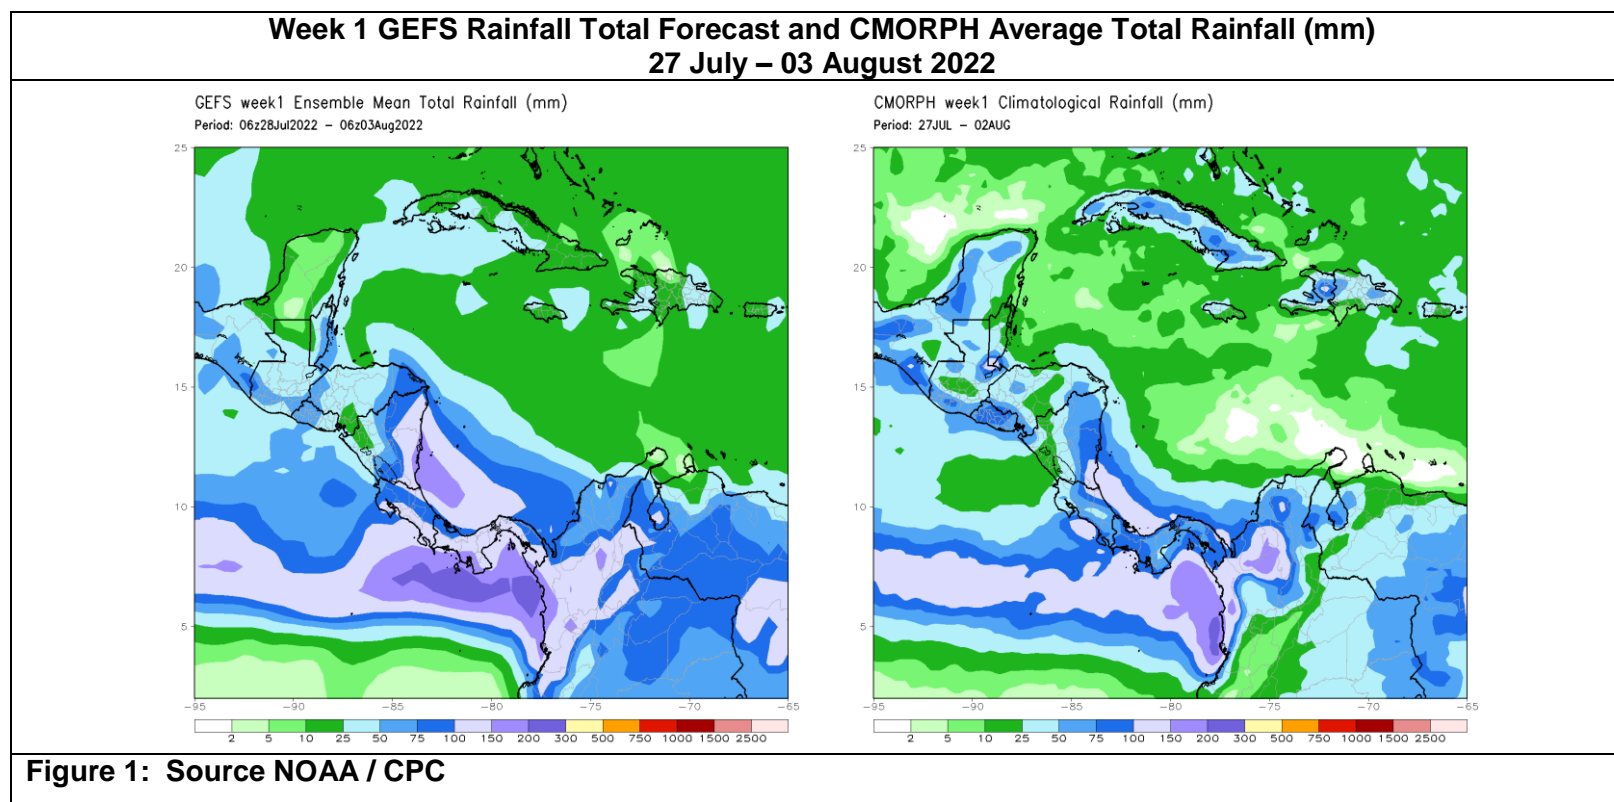 Week 1 GEFS Rainfall Total Forecast and CMORPH Average Total Rainfall (mm)
27 July – 03 August 2022
GEFS week1 Ensemble Mean Total Rainfall (mm)
Period: 06z28Jul2022 – 06z03Aug2022
25
20
15
10
5
−95 −90 −85 −80 −75 −70 −65
2 5 10 25 50 75 100 150 200 300 500 750 1000 1500 2500
CMORPH week1 Climatological Rainfall (mm)
Period: 27JUL – 02AUG
25
20
15
10
5
−95 −90 −85 −80 −75 −70 −65
2 5 10 25 50 75 100 150 200 300 500 750 1000 1500 2500
Figure 1: Source NOAA / CPC